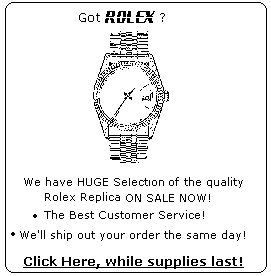 Got ROLEX ?
We have HUGE Selection of the quality
Rolex Replica ON SALE NOW!
• The Best Customer Service!
• We'll ship out your order the same day!
Click Here, while supplies last!